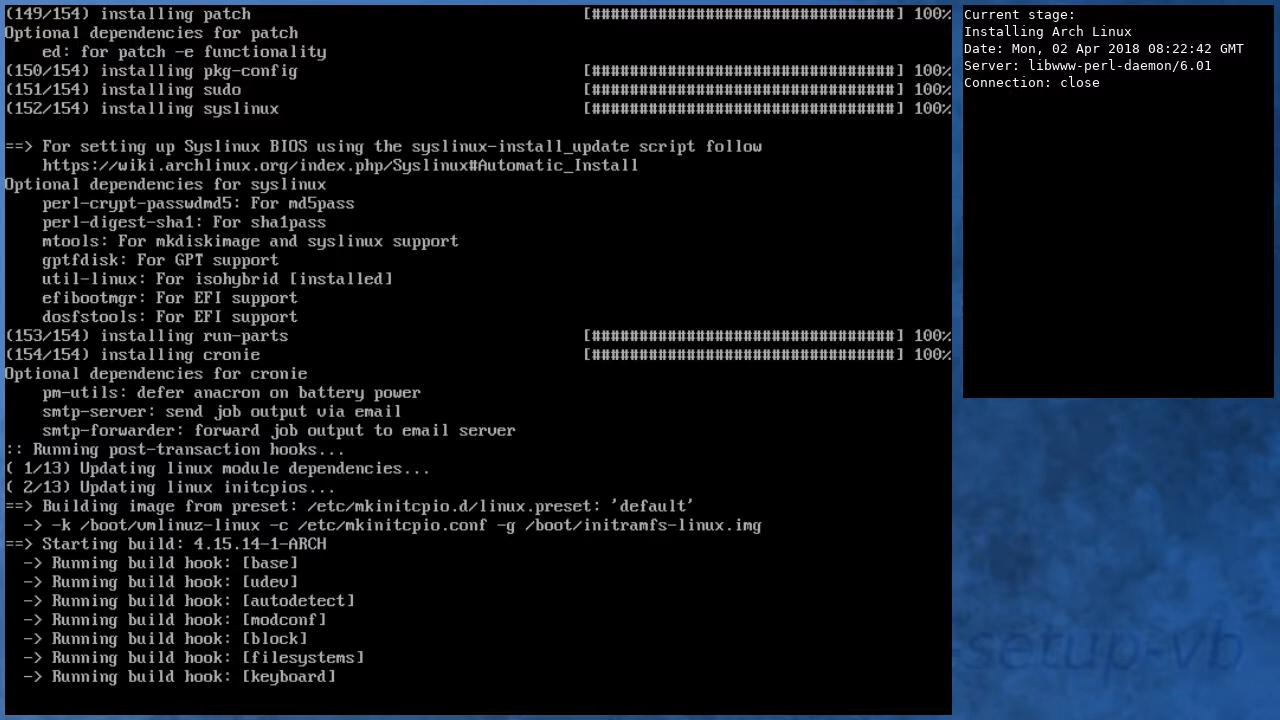 (149/154) installing patch [################################] 100%
Optional dependencies for patch
ed: for patch -e functionality
(150/154) installing pkg-config [################################] 100%
(151/154) installing sudo [################################] 100%
(152/154) installing syslinux [################################] 100%
==> For setting up Syslinux BIOS using the syslinux-install_update script follow
https://wiki.archlinux.org/index.php/Syslinux#Automatic_Install
Optional dependencies for syslinux
perl-crypt-passwdmd5: For md5pass
perl-digest-sha1: For sha1pass
mtools: For mkdiskimage and syslinux support
gptfdisk: For GPT support
util-linux: For isohybrid [installed]
efibootmgr: For EFI support
dosfstools: For EFI support
(153/154) installing run-parts [################################] 100%
(154/154) installing cronie [################################] 100%
Optional dependencies for cronie
pm-utils: defer anacron on battery power
smtp-server: send job output via email
smtp-forwarder: forward job output to email server
:: Running post-transaction hooks...
( 1/13) Updating linux module dependencies...
( 2/13) Updating linux initcpios...
==> Building image from preset: /etc/mkinitcpio.d/linux.preset: 'default'
-> -k /boot/vmlinuz-linux -c /etc/mkinitcpio.conf -g /boot/initramfs-linux.img
==> Starting build: 4.15.14-1-ARCH
-> Running build hook: [base]
-> Running build hook: [udev]
-> Running build hook: [autodetect]
-> Running build hook: [modconf]
-> Running build hook: [block]
-> Running build hook: [filesystems]
-> Running build hook: [keyboard]
Current stage:
Installing Arch Linux
Date: Mon, 02 Apr 2018 08:22:42 GMT
Server: libwww-perl-daemon/6.01
Connection: close
-setup-vb